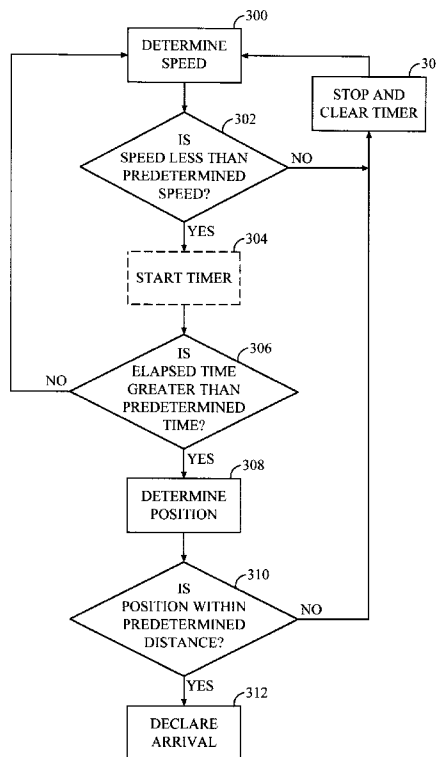 300
DETERMINE
SPEED
30
STOP AND
CLEAR TIMER
302
IS
SPEED LESS THAN
PREDETERMINED
SPEED?
NO
YES
304
START TIMER
306
IS
ELAPSED TIME
GREATER THAN
PREDETERMINED
TIME?
NO
YES
308
DETERMINE
POSITION
310
IS
POSITION WITHIN
PREDETERMINED
DISTANCE?
NO
YES
312
DECLARE
ARRIVAL